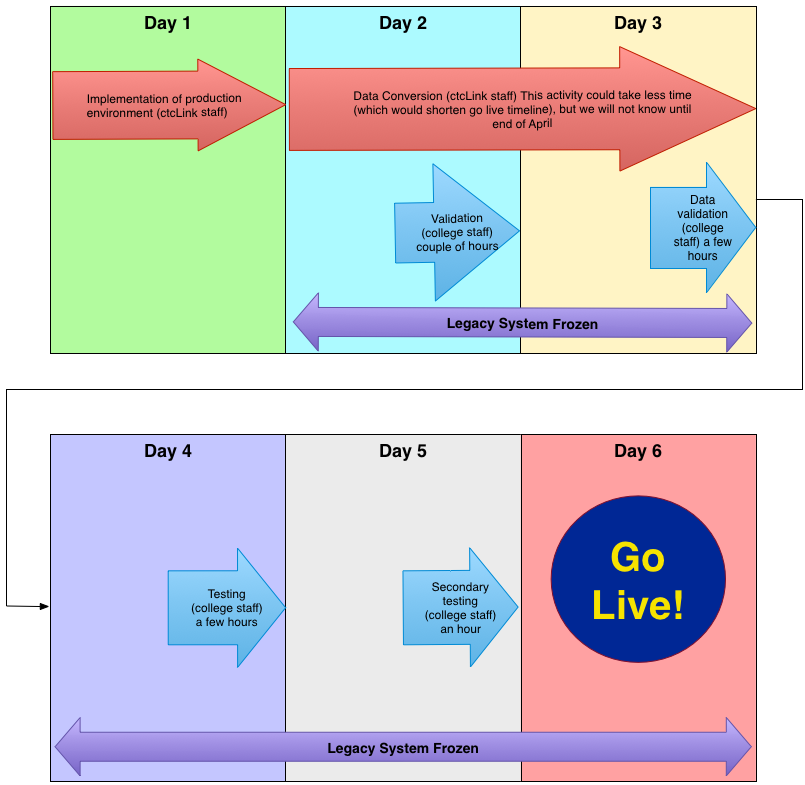 Day 1
Day 2
Day 3
Implementation of production
environment (ctcLink staff)
Data Conversion (ctcLink staff) This activity could take less time
(which would shorten go live timeline), but we will not know until
end of April
Validation
(college staff)
couple of hours
Data
validation
(college
staff) a few
hours
Legacy System Frozen
Day 4
Day 5
Day 6
Testing
(college staff)
a few hours
Secondary
testing
(college staff)
an hour
Go
Live!
Legacy System Frozen